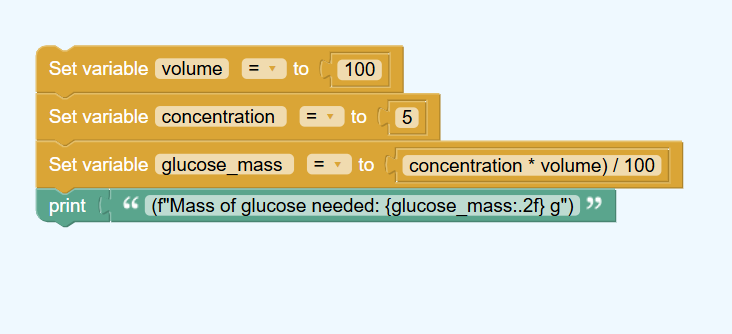 Set variable volume = to 100
Set variable concentration = to 5
Set variable glucose_mass = to concentration * volume) / 100
print “ (f"Mass of glucose needed: {glucose_mass:.2f} g") ”